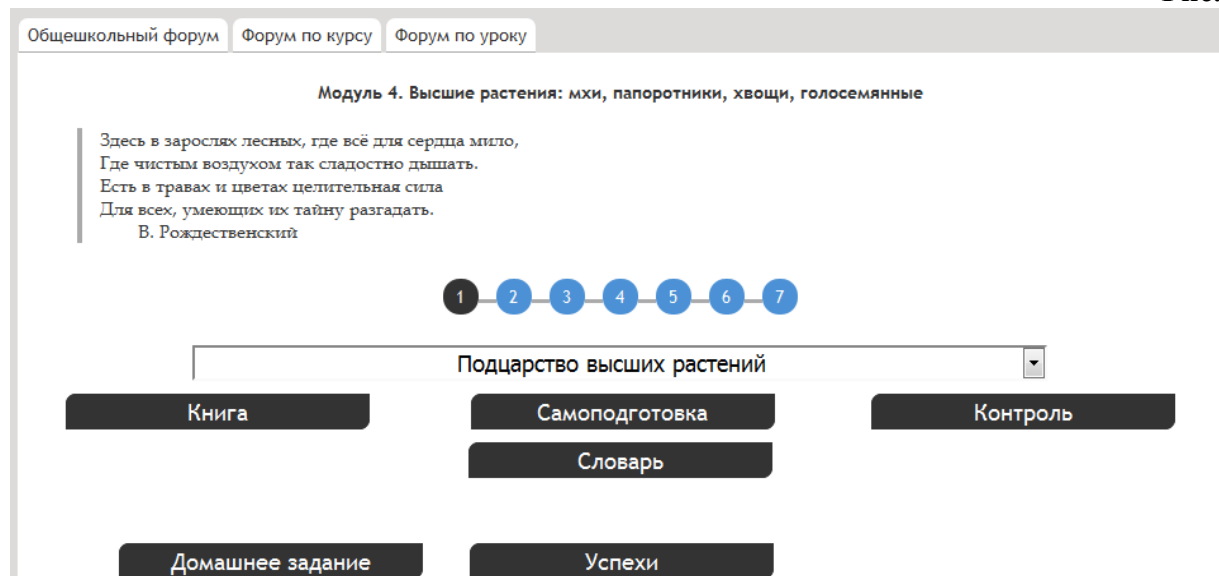 Общешкольный форум Форум по курсу Форум по уроку
Модуль 4. Высшие растения: мхи, папоротники, хвощи, голосемянные
Здесь в зарослях лесных, где всё для сердца мило,
Где чистым воздухом так сладостно дышать.
Есть в травах и цветах целительная сила
Для всех, умеющих их тайну разгадать.
В. Рождественский
1 2 3 4 5 6 7
Подцарство высших растений
Книга Самоподготовка Контроль
Словарь
Домашнее задание Успехи